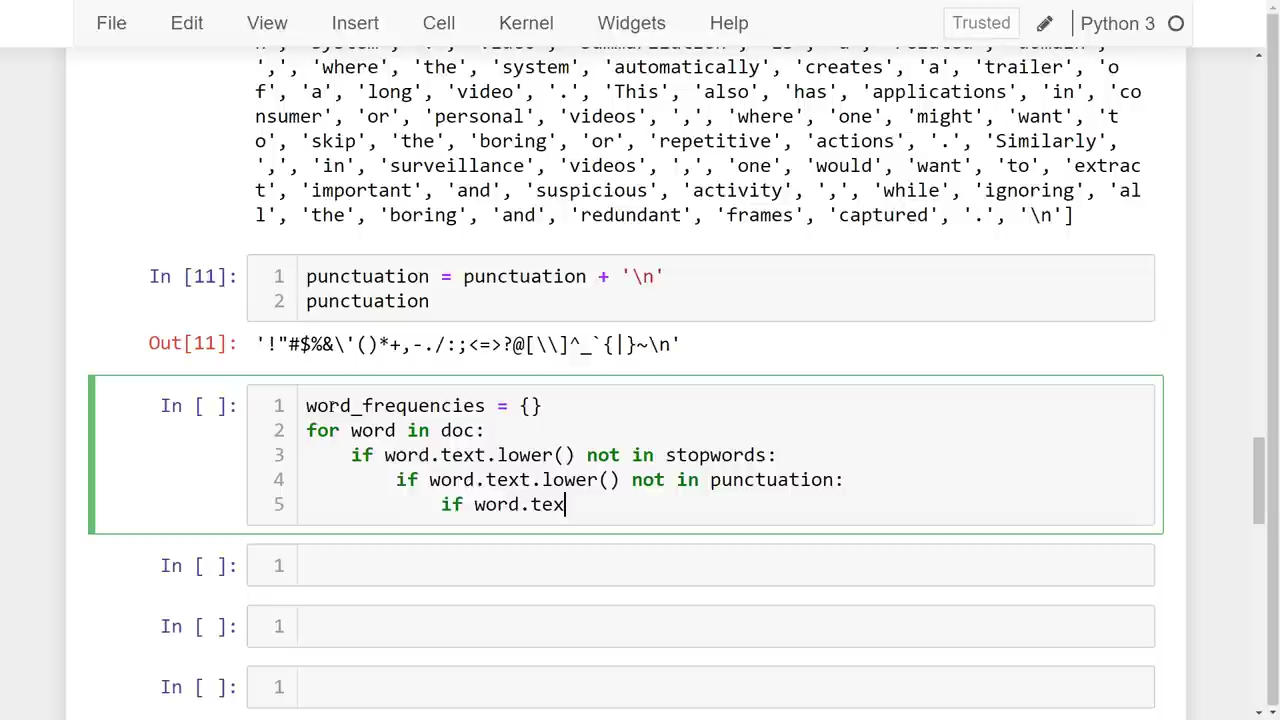 File Edit View Insert Cell Kernel Widgets Help Trusted Python 3
',', 'where', 'the', 'system', 'automatically', 'creates', 'a', 'trailer', 'o
f', 'a', 'long', 'video', '.', 'This', 'also', 'has', 'applications', 'in', 'co
nsumer', 'or', 'personal', 'videos', ',', 'where', 'one', 'might', 'want', 't
o', 'skip', 'the', 'boring', 'or', 'repetitive', 'actions', '.', 'Similarly',
',', 'in', 'surveillance', 'videos', ',', 'one', 'would', 'want', 'to', 'extrac
t', 'important', 'and', 'suspicious', 'activity', ',', 'while', 'ignoring', 'al
l', 'the', 'boring', 'and', 'redundant', 'frames', 'captured', '.', '\n']
In [11]: 1 punctuation = punctuation + '\n'
2 punctuation
Out[11]: '!"#$%&\'()*+,-./:;<=>?@[\\]^_`{|}~\n'
In [ ]: 1 word_frequencies = {}
2 for word in doc:
3 if word.text.lower() not in stopwords:
4 if word.text.lower() not in punctuation:
5 if word.tex
In [ ]: 1
In [ ]: 1
In [ ]: 1